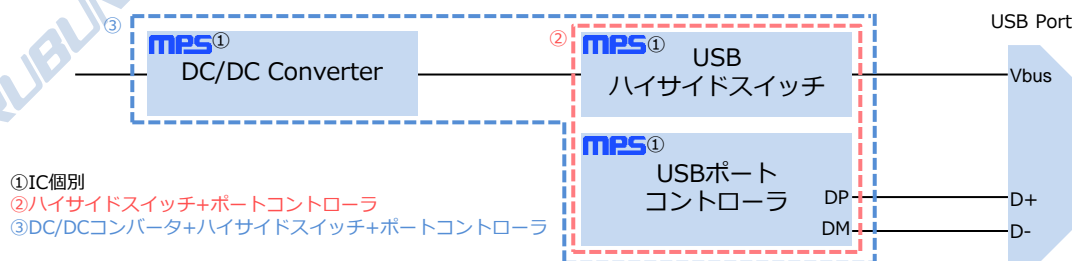 ③
②
USB Port
MPS①
DC/DC Converter
MPS①
USB
ハイサイドスイッチ
Vbus
MPS①
USBポート
コントローラ
DP
DM
D+
D-
①IC個別
②ハイサイドスイッチ+ポートコントローラ
③DC/DCコンバータ+ハイサイドスイッチ+ポートコントローラ